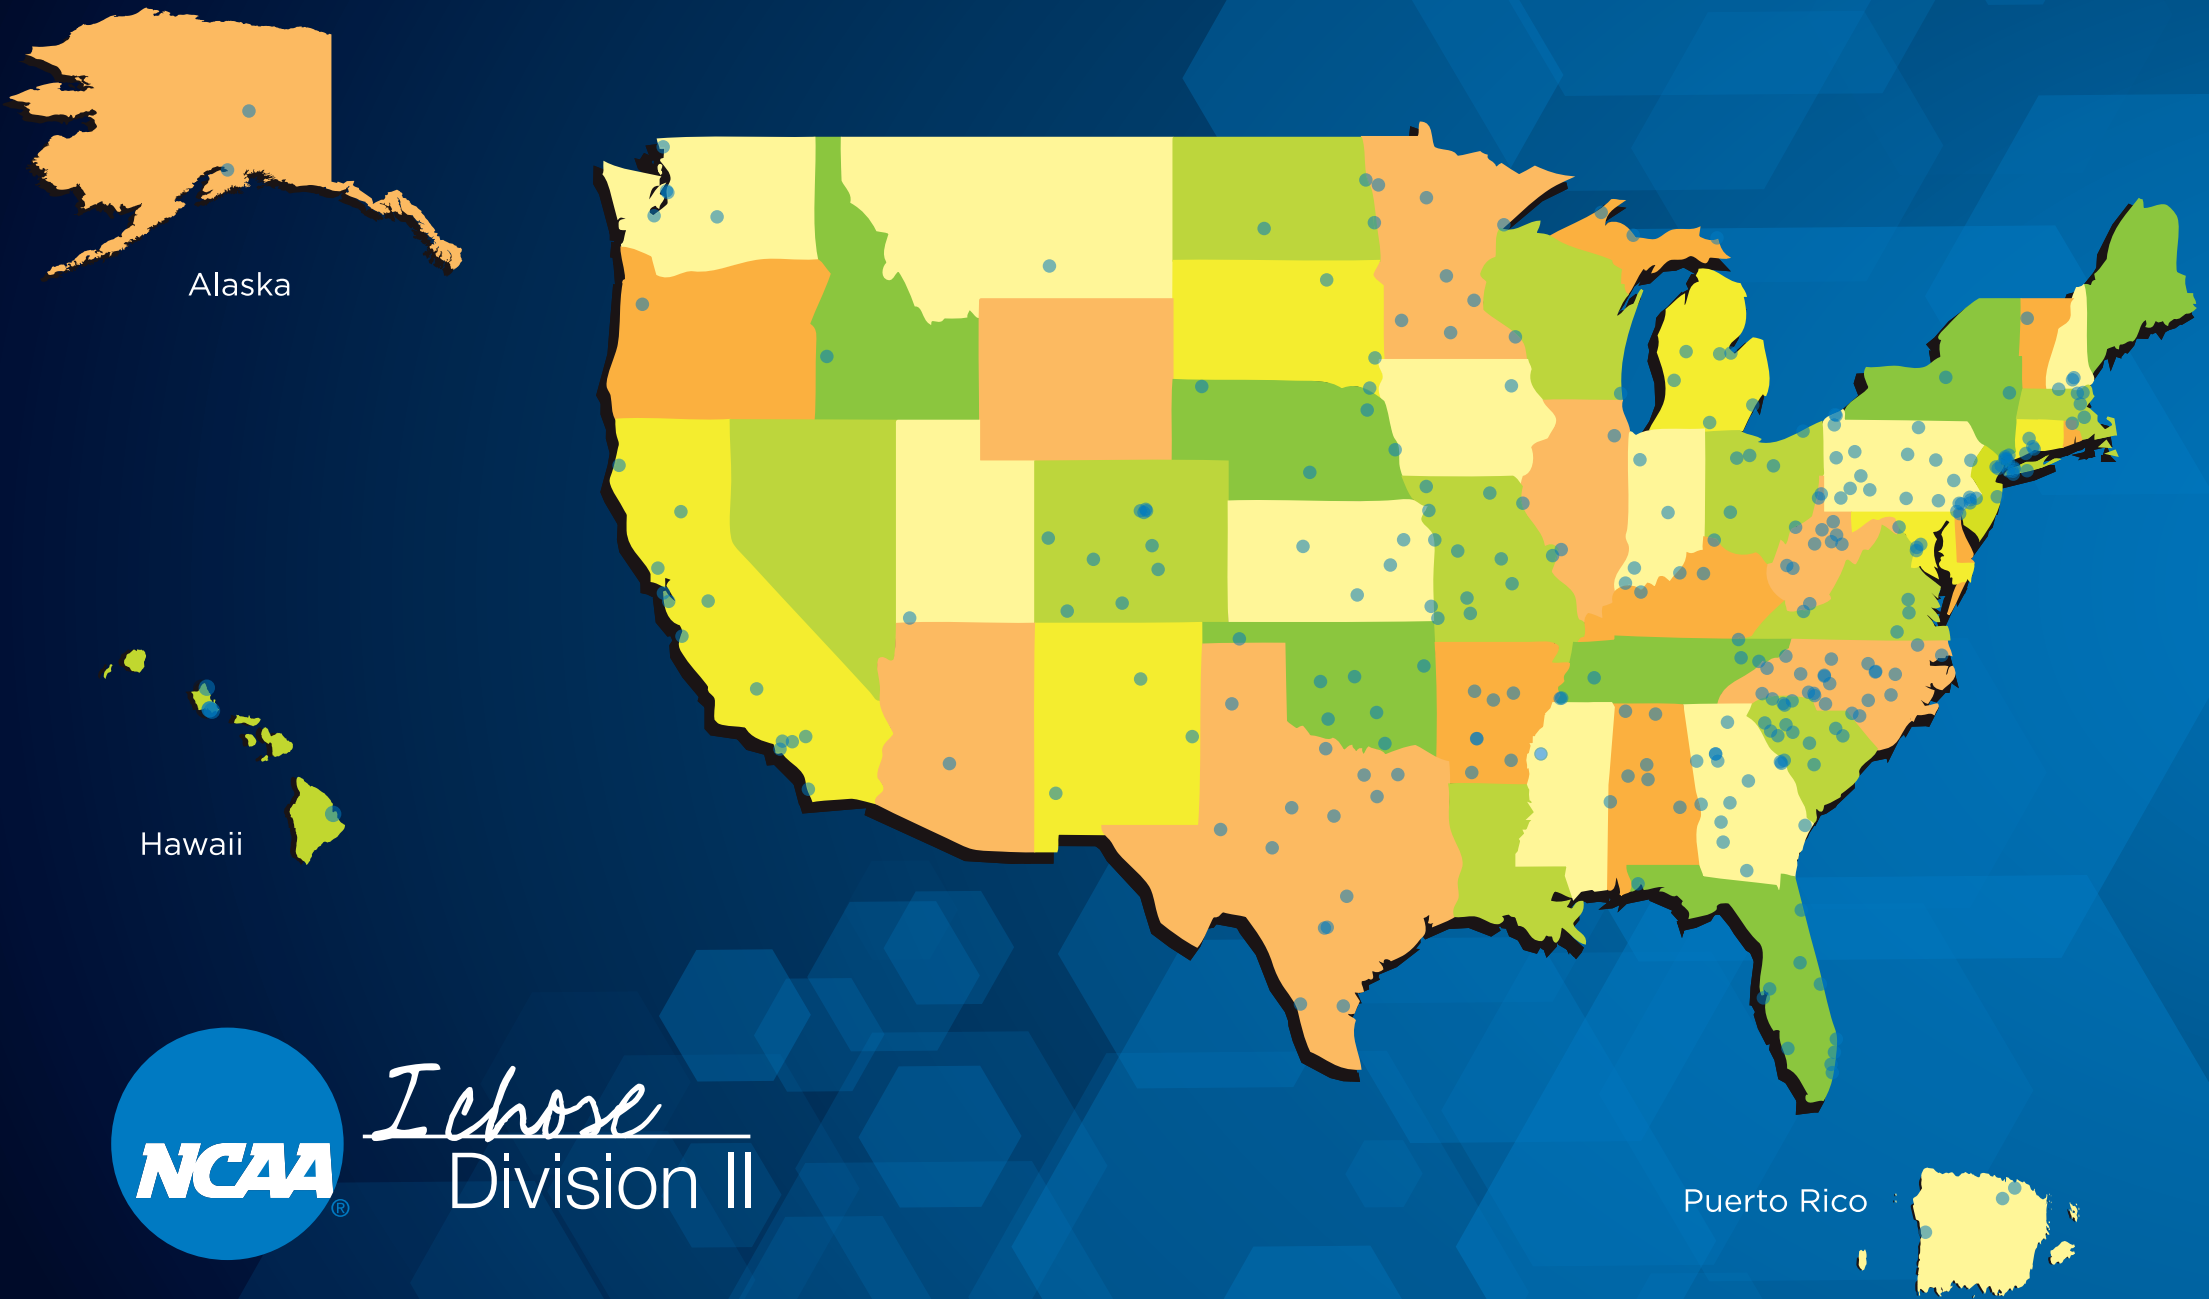 Alaska
Hawaii
NCAA®
I chose
Division II
Puerto Rico